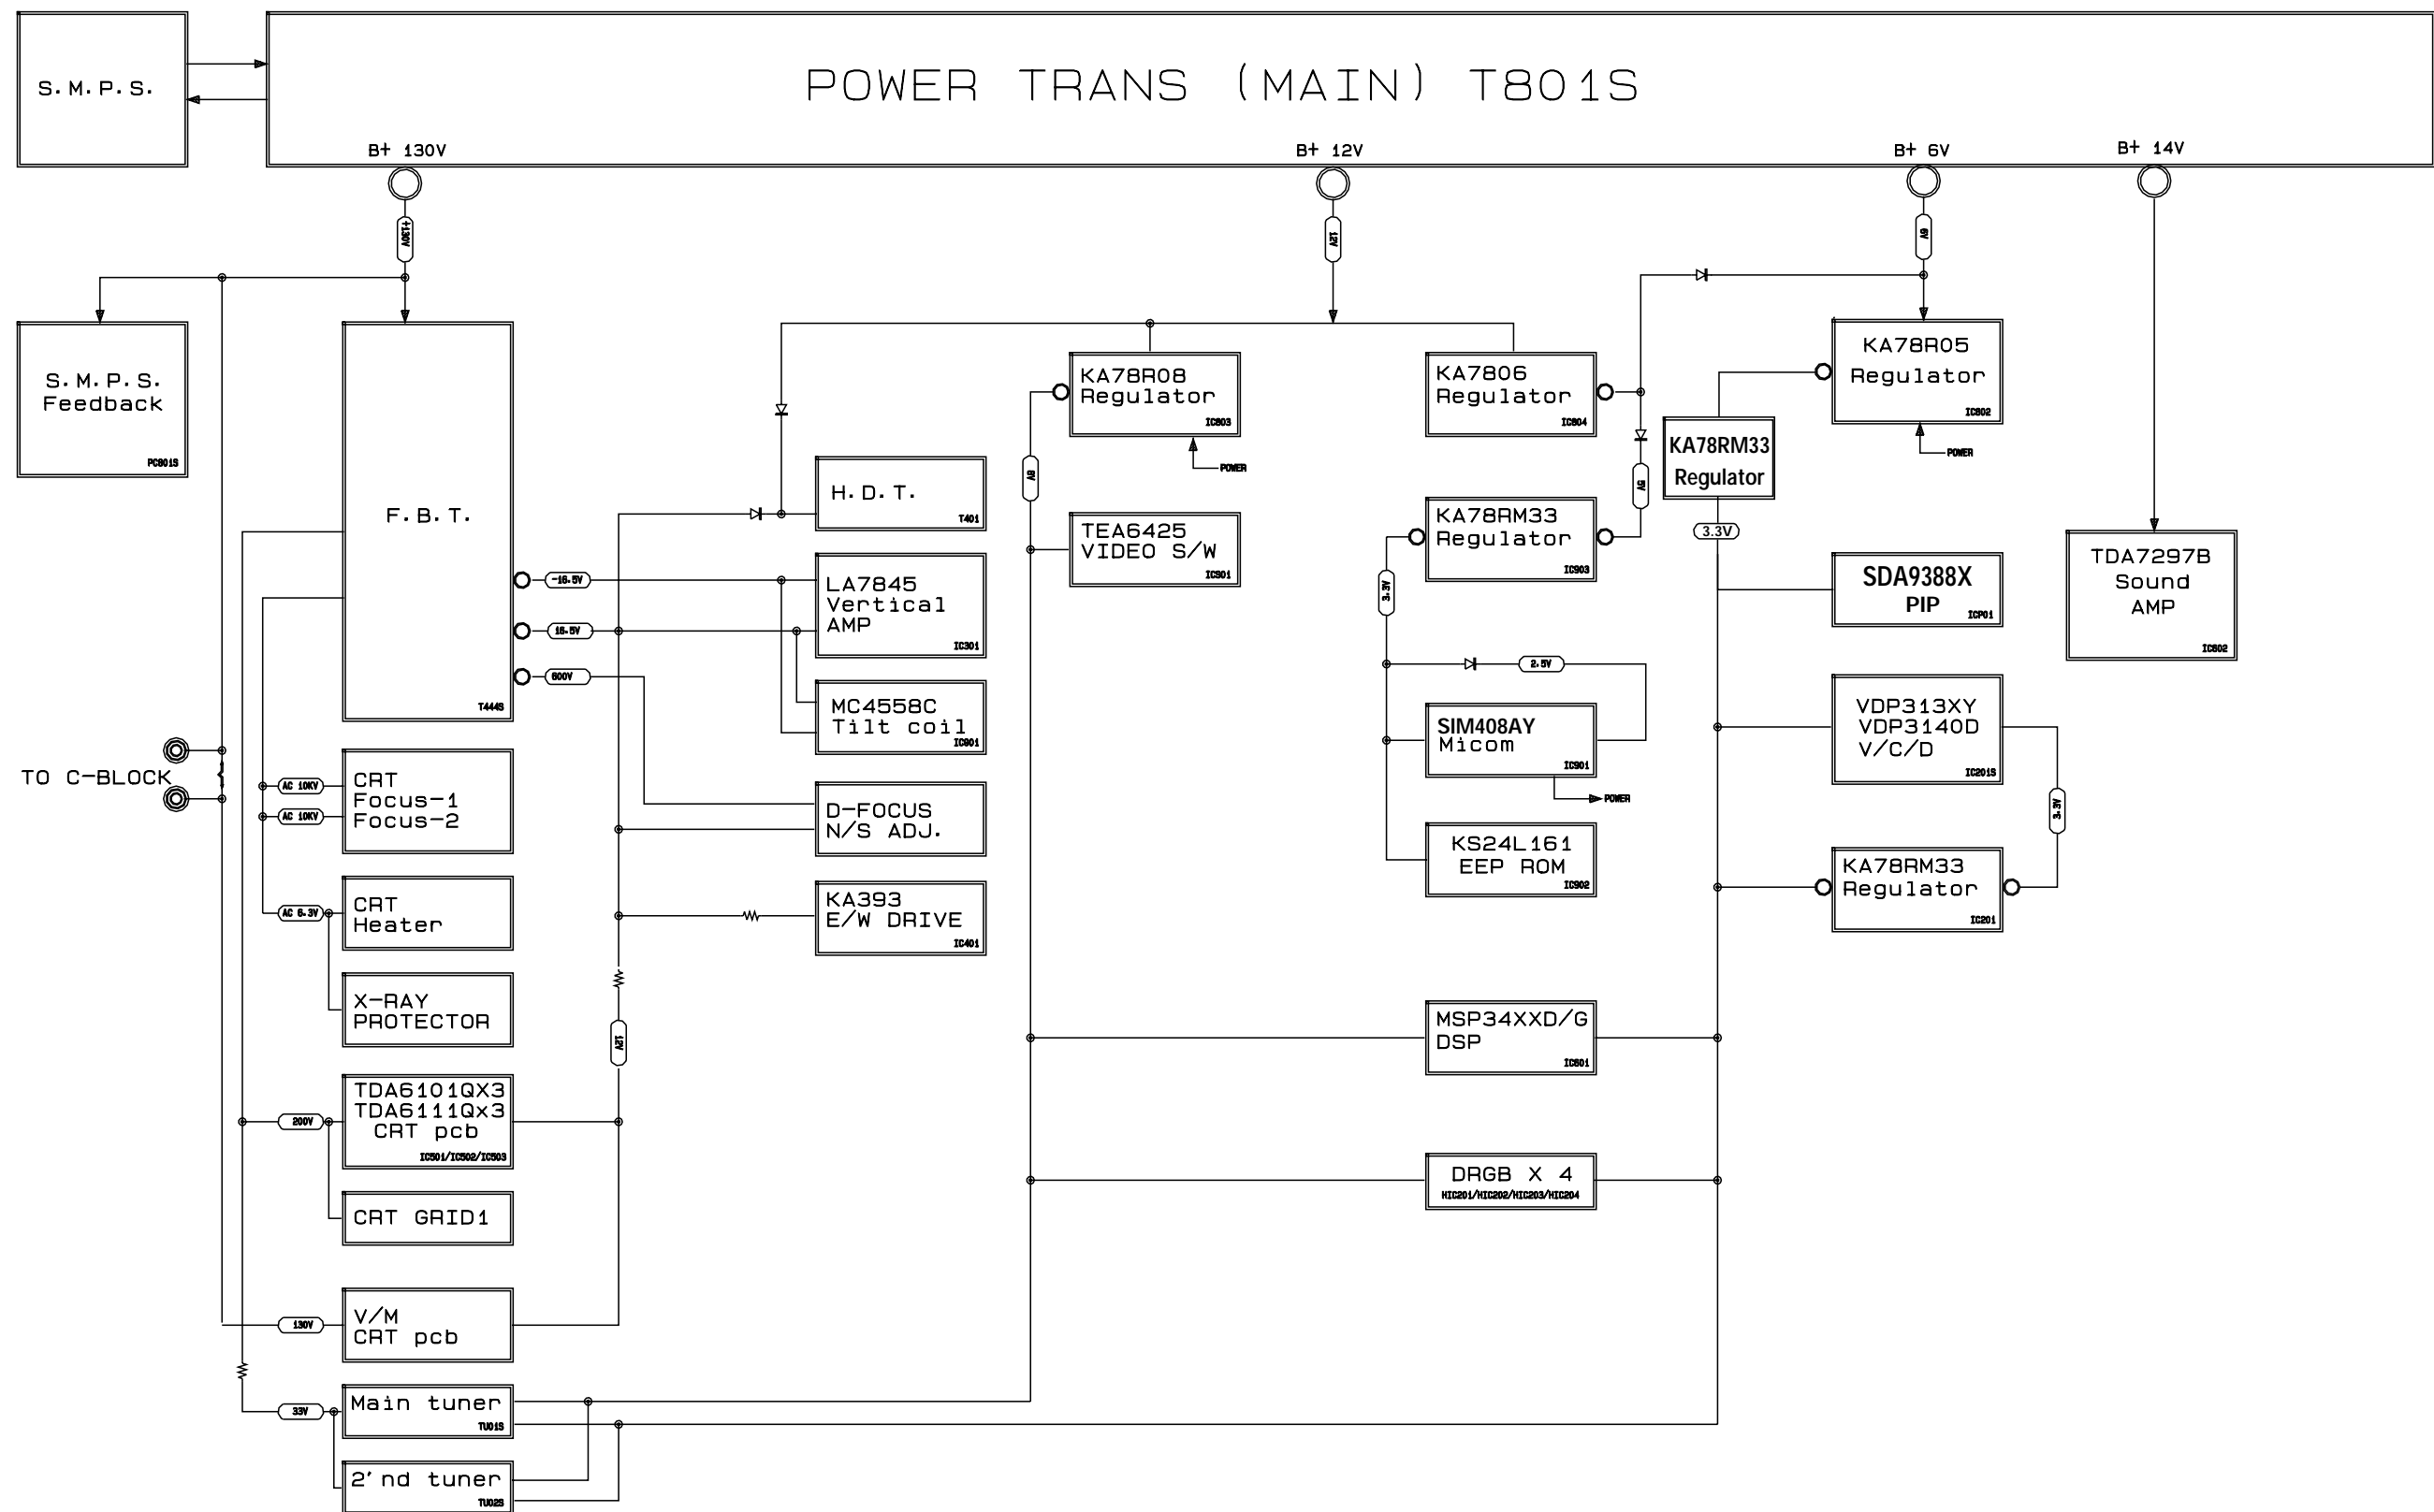 S.M.P.S.
POWER TRANS (MAIN) T801S
B+ 130V
B+ 12V
B+ 6V
B+ 14V
+130V
12V
6V
S.M.P.S.
Feedback
PC801S
F.B.T.
T444S
KA78R08
Regulator
IC803
POWER
KA7806
Regulator
IC804
KA78R05
Regulator
IC802
POWER
KA78RM33
Regulator
3.3V
8V
5V
H.D.T.
T401
TEA6425
VIDEO S/W
IC901
KA78RM33
Regulator
IC903
3.3V
SDA9388X
PIP
ICP01
TDA7297B
Sound
AMP
IC602
-16.5V
16.5V
600V
LA7845
Vertical
AMP
IC301
MC4558C
Tilt coil
IC901
2.5V
SIM408AY
Micom
IC901
POWER
VDP313XY
VDP3140D
V/C/D
IC201S
3.3V
TO C-BLOCK
AC 10KV
AC 10KV
CRT
Focus-1
Focus-2
D-FOCUS
N/S ADJ.
KS24L161
EEP ROM
IC902
KA78RM33
Regulator
IC201
AC 6.3V
CRT
Heater
KA393
E/W DRIVE
IC401
X-RAY
PROTECTOR
12V
MSP34XXD/G
DSP
IC601
200V
TDA6101QX3
TDA6111Qx3
CRT pcb
IC501/IC502/IC503
DRGB X 4
HIC201/HIC202/HIC203/HIC204
CRT GRID1
130V
V/M
CRT pcb
33V
Main tuner
TU01S
2'nd tuner
TU02S